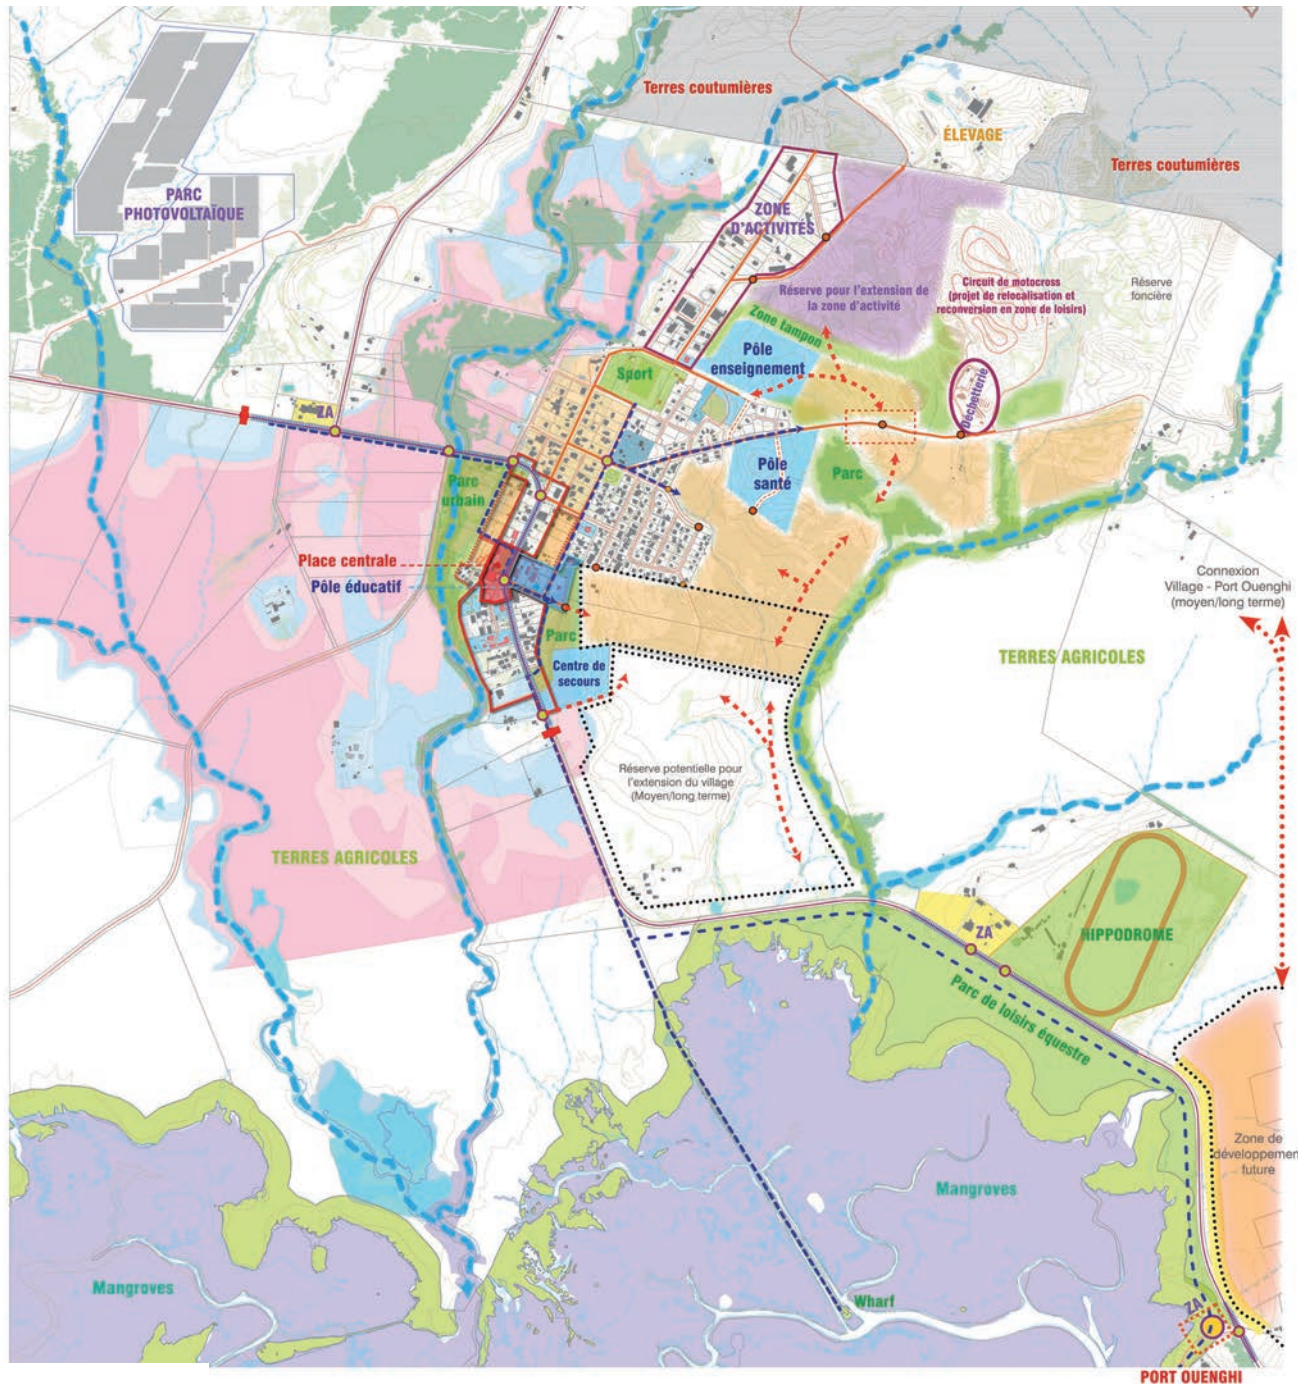 Terres coutumières
ÉLEVAGE
Terres coutumières
PARC
PHOTOVOLTAÏQUE
ZONE
D'ACTIVITÉS
Réserve pour l'extension de
la zone d'activité
Circuit de motocross
(projet de relocalisation et
reconversion en zone de loisirs)
Réserve
foncière
Zone tampon
Pôle
enseignement
Sport
Déchetterie
ZA
Pôle
santé
Parc
Parc
urbain
Place centrale
Pôle éducatif
Connexion
Village - Port Ouenghi
(moyen/long terme)
Parc
Centre de
secours
TERRES AGRICOLES
Réserve potentielle pour
l'extension du village
(Moyen/long terme)
TERRES AGRICOLES
ZA
HIPPODROME
Parc de loisirs équestre
Zone de
développemen
future
Mangroves
Mangroves
Wharf
ZA
PORT OUENGHI